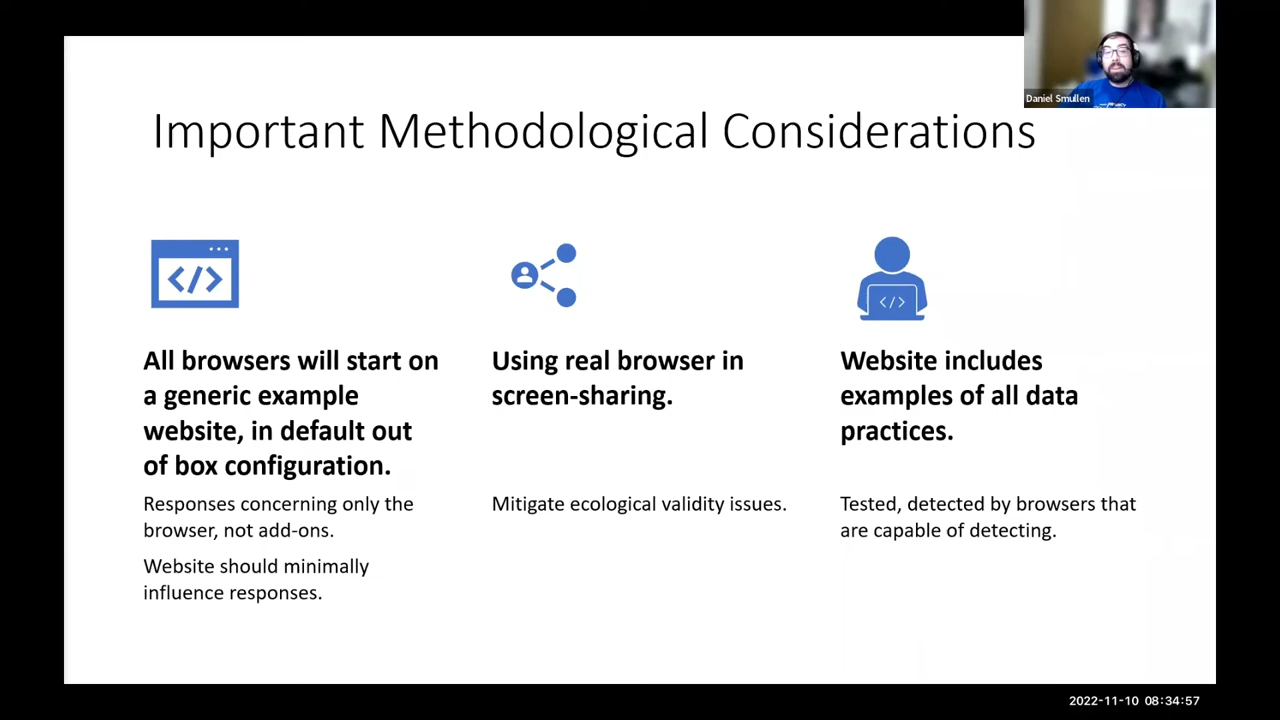 Daniel Smullen
Important Methodological Considerations
</>
All browsers will start on
a generic example
website, in default out
of box configuration.
Responses concerning only the
browser, not add-ons.
Website should minimally
influence responses.
Using real browser in
screen-sharing.
Mitigate ecological validity issues.
</>
Website includes
examples of all data
practices.
Tested, detected by browsers that
are capable of detecting.
2022-11-10 08:34:57